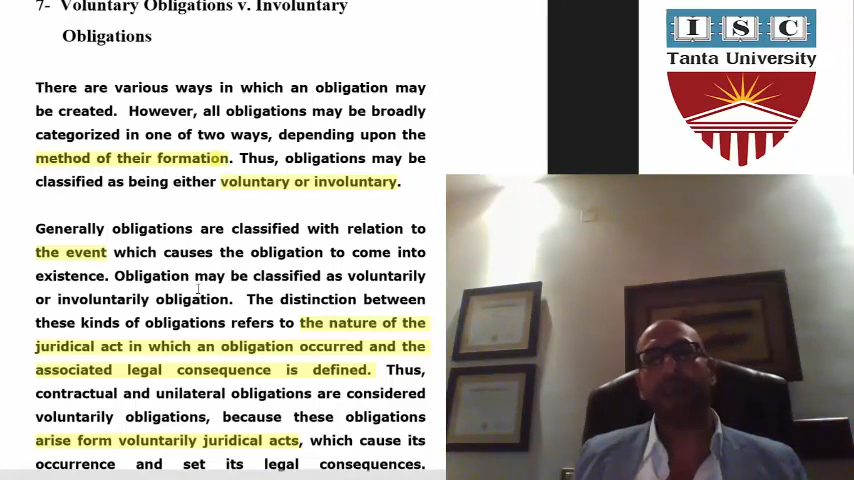 7- Voluntary Obligations v. Involuntary
Obligations
There are various ways in which an obligation may
be created. However, all obligations may be broadly
categorized in one of two ways, depending upon the
method of their formation. Thus, obligations may be
classified as being either voluntary or involuntary.
Generally obligations are classified with relation to
the event which causes the obligation to come into
existence. Obligation may be classified as voluntarily
or involuntarily obligation. The distinction between
these kinds of obligations refers to the nature of the
juridical act in which an obligation occurred and the
associated legal consequence is defined. Thus,
contractual and unilateral obligations are considered
voluntarily obligations, because these obligations
arise form voluntarily juridical acts, which cause its
occurrence and set its legal consequences.
I S C
Tanta University